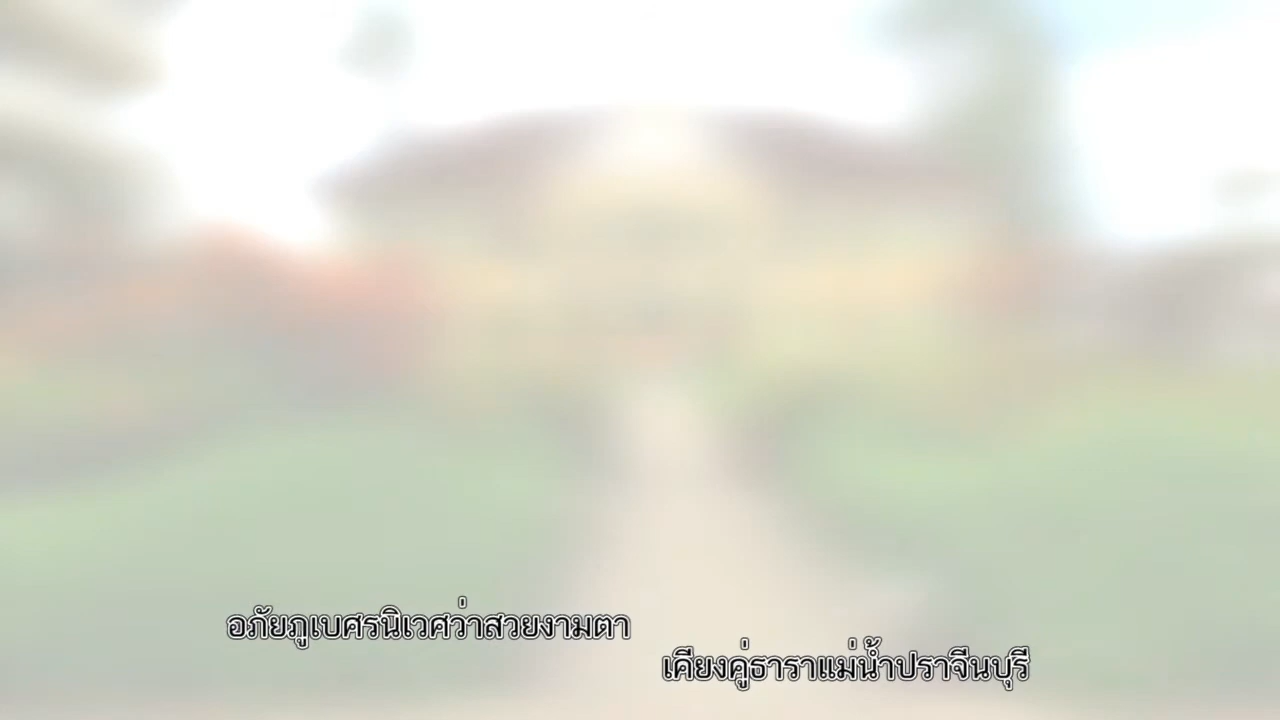 อภัยภูเบศรนิเวศว่าสวยงามตา
เคียงคู่ธาราแม่น้ำปราจีนบุรี